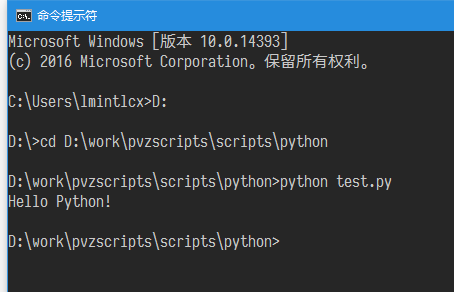 命令提示符
Microsoft Windows [版本 10.0.14393]
(c) 2016 Microsoft Corporation。保留所有权利。
C:\Users\lmintlcx>D:
D:\>cd D:\work\pvzscripts\scripts\python
D:\work\pvzscripts\scripts\python>python test.py
Hello Python!
D:\work\pvzscripts\scripts\python>